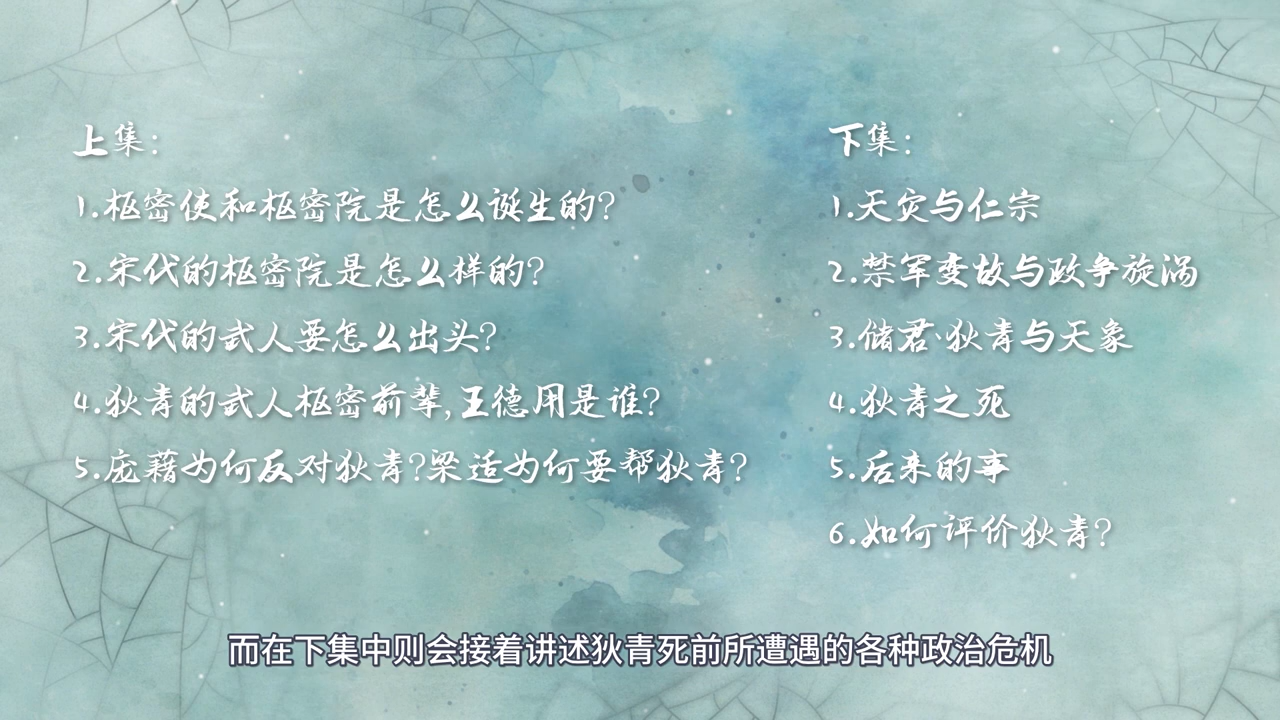 上集：
1.枢密使和枢密院是怎么诞生的？
2.宋代的枢密院是怎么样的？
3.宋代的武人要怎么出头？
4.狄青的武人枢密前辈，王德用是谁？
5.庞藉为何反对狄青？梁适为何要帮狄青？
下集：
1.天灾与仁宗
2.禁军变故与政争旋涡
3.储君·狄青与天象
4.狄青之死
5.后来的事
6.如何评价狄青？
而在下集中则会接着讲述狄青死前所遭遇的各种政治危机